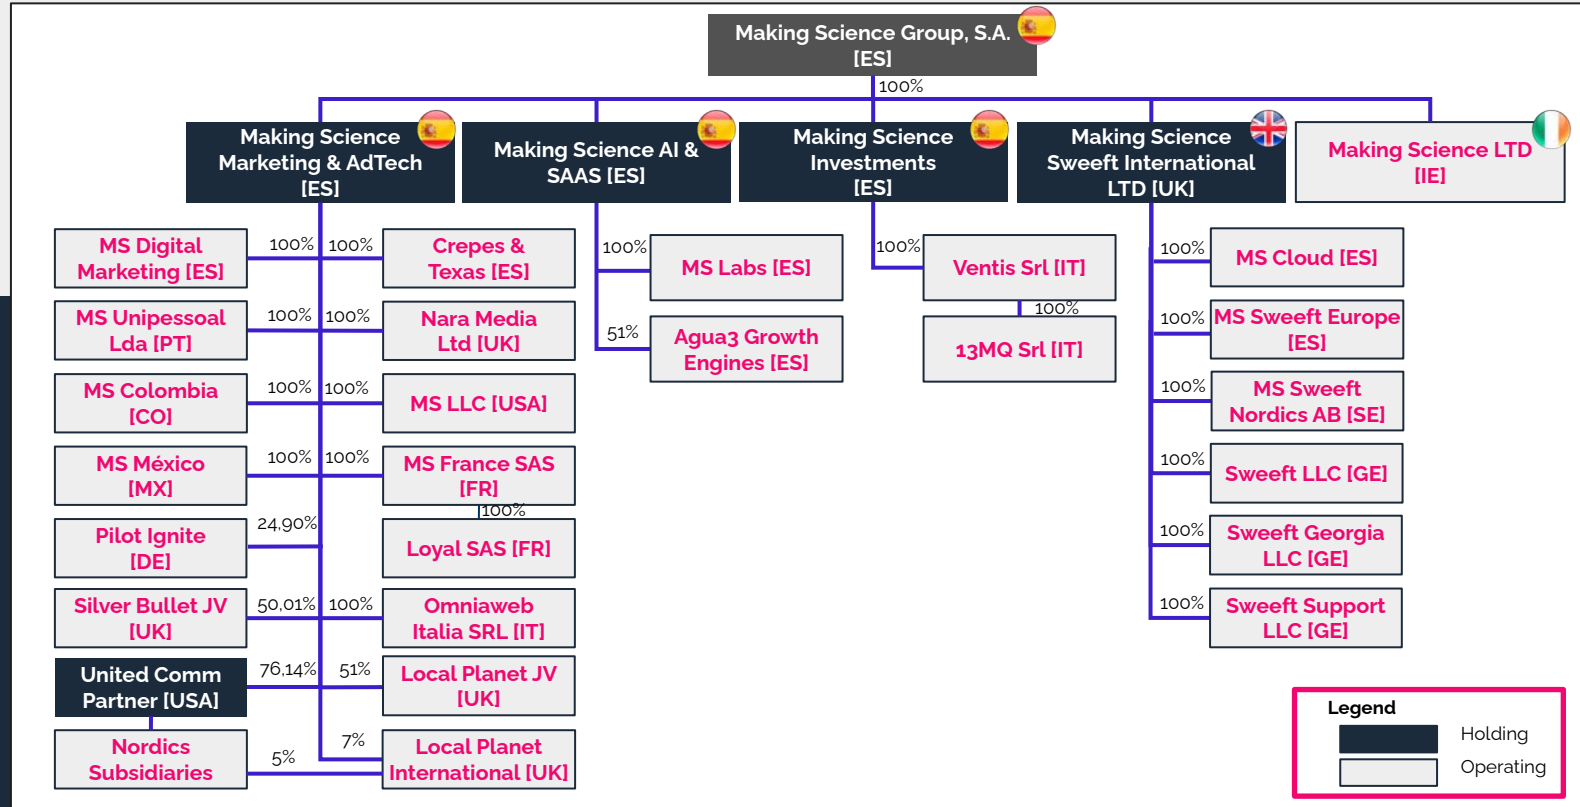 Making Science Group, S.A.
[ES]
100%
Making Science
Marketing & AdTech
[ES]
Making Science AI &
SAAS [ES]
Making Science
Investments
[ES]
Making Science
Sweeft International
LTD [UK]
Making Science LTD
[IE]
MS Digital
Marketing [ES]
100%
100%
Crepes &
Texas [ES]
MS Unipessoal
Lda [PT]
100%
100%
Nara Media
Ltd [UK]
MS Colombia
[CO]
100%
100%
MS LLC [USA]
MS México
[MX]
100%
100%
MS France SAS
[FR]
100%
Pilot Ignite
[DE]
24,90%
Loyal SAS [FR]
Silver Bullet JV
[UK]
50,01%
100%
Omniaweb
Italia SRL [IT]
United Comm
Partner [USA]
76,14%
51%
Local Planet JV
[UK]
Nordics
Subsidiaries
5%
7%
Local Planet
International [UK]
100%
MS Labs [ES]
51%
Agua3 Growth
Engines [ES]
100%
Ventis Srl [IT]
100%
13MQ Srl [IT]
100%
MS Cloud [ES]
100%
MS Sweeft Europe
[ES]
100%
MS Sweeft
Nordics AB [SE]
100%
Sweeft LLC [GE]
100%
Sweeft Georgia
LLC [GE]
100%
Sweeft Support
LLC [GE]
Legend
Holding
Operating